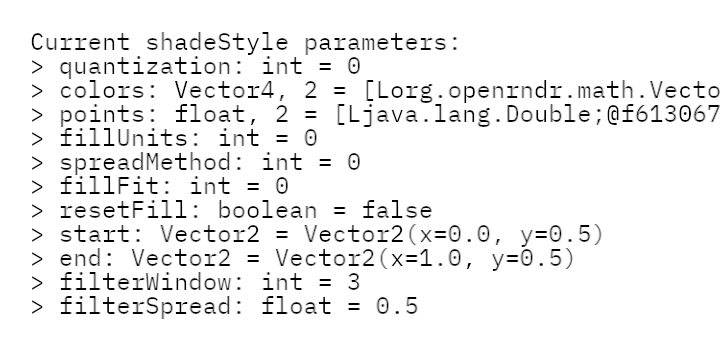 Current shadeStyle parameters:
> quantization: int = 0
> colors: Vector4, 2 = [Lorg.openrndr.math.Vecto
> points: float, 2 = [Ljava.lang.Double;@f613067
> fillUnits: int = 0
> spreadMethod: int = 0
> fillFit: int = 0
> resetFill: boolean = false
> start: Vector2 = Vector2(x=0.0, y=0.5)
> end: Vector2 = Vector2(x=1.0, y=0.5)
> filterWindow: int = 3
> filterSpread: float = 0.5